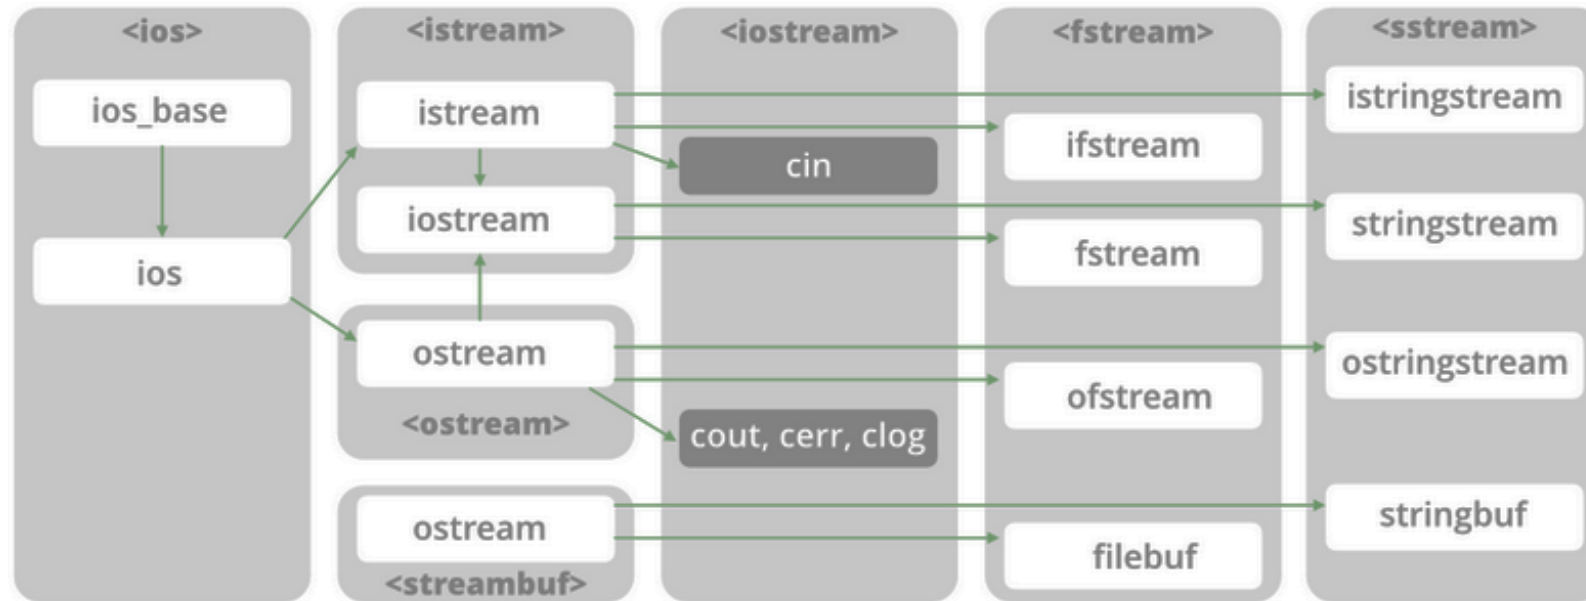 <ios>
ios_base
ios
<istream>
istream
iostream
ostream
<ostream>
ostream
<streambuf>
<iostream>
cin
cout, cerr, clog
<fstream>
ifstream
fstream
ofstream
filebuf
<sstream>
istringstream
stringstream
ostringstream
stringbuf